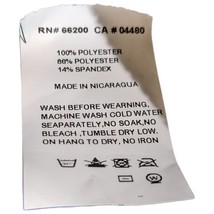 RN# 66200 CA # 04480
100% POLYESTER
86% POLYESTER
14% SPANDEX
MADE IN NICARAGUA
WASH BEFORE WEARNING,
MACHINE WASH COLD WATER
SEPARATELY, NO SOAK,NO
BLEACH ,TUMBLE DRY LOW.
ON HANG TO DRY, NO IRON